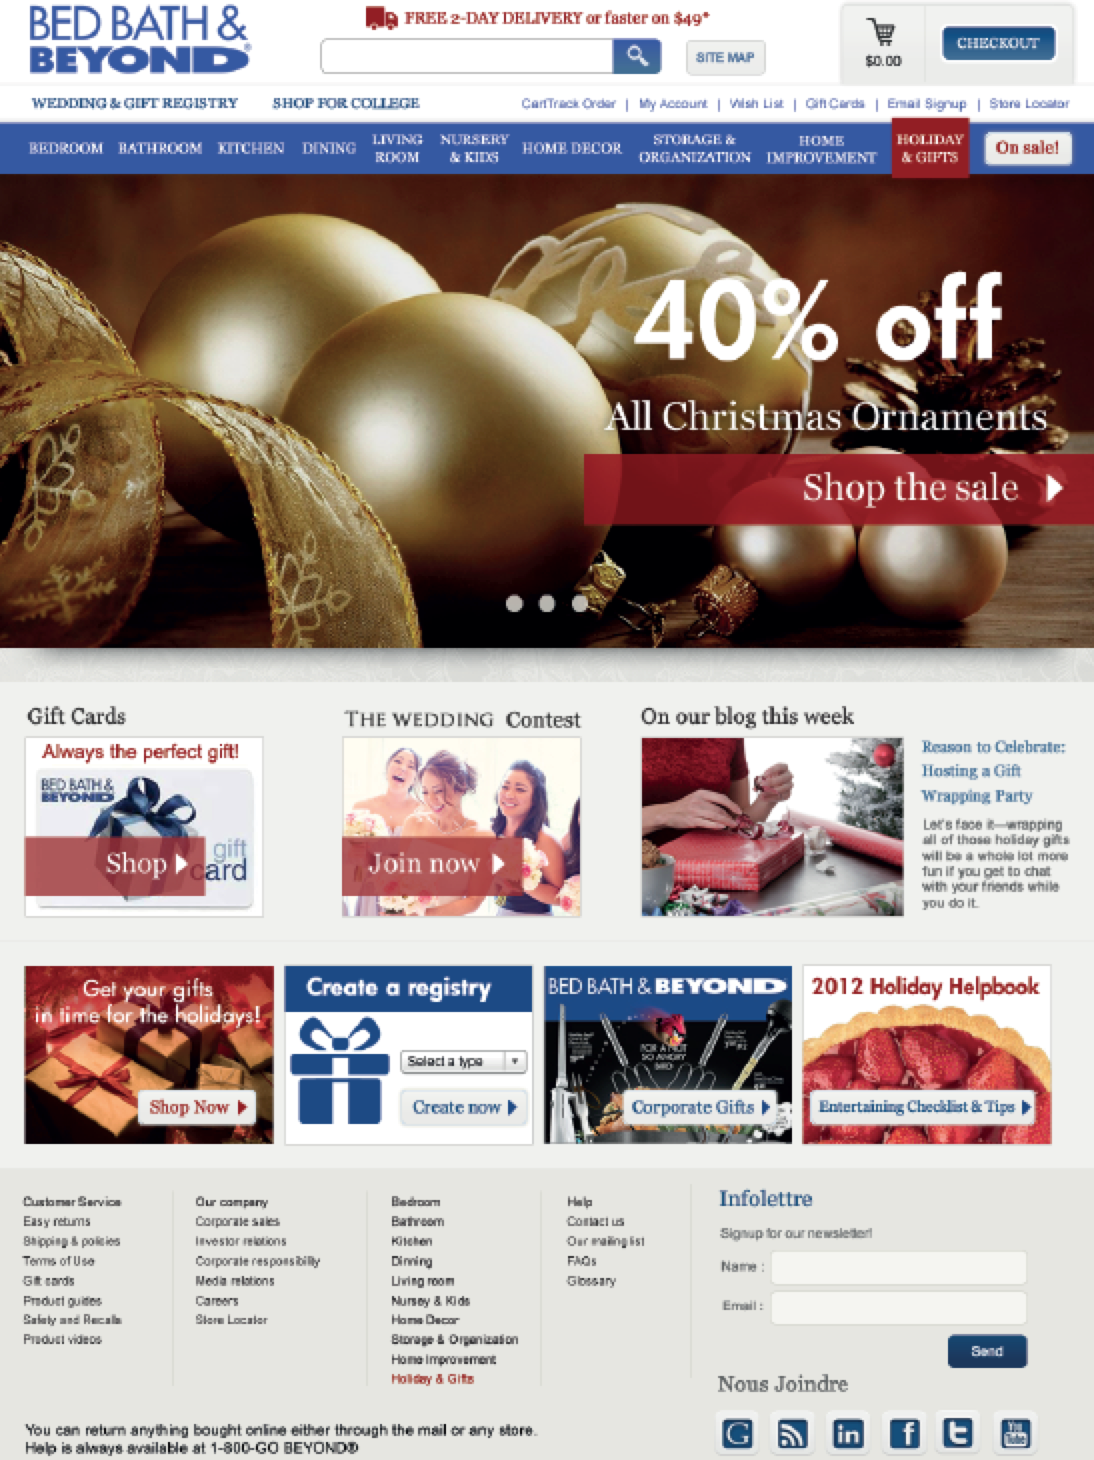 BED BATH &
BEYOND®
FREE 2-DAY DELIVERY or faster on $49*
SITE MAP
$0.00
CHECKOUT
WEDDING & GIFT REGISTRY
SHOP FOR COLLEGE
CartTrack Order | My Account | Wish List | Gift Cards | Email Signup | Store Locator
BEDROOM
BATHROOM
KITCHEN
DINING
LIVING
ROOM
NURSERY
& KIDS
HOME DECOR
STORAGE &
ORGANIZATION
HOME
IMPROVEMENT
HOLIDAY
& GIFTS
On sale!
40% off
All Christmas Ornaments
Shop the sale
Gift Cards
Always the perfect gift!
BED BATH &
BEYOND
gift
card
Shop
THE WEDDING Contest
Join now
On our blog this week
Reason to Celebrate:
Hosting a Gift
Wrapping Party
Let's face it—wrapping
all of those holiday gifts
will be a whole lot more
fun if you get to chat
with your friends while
you do it.
Get your gifts
in time for the holidays!
Shop Now
Create a registry
Select a type
Create now
BED BATH & BEYOND
FOR A NOT
SO ANGRY
BIRD
Corporate Gifts
2012 Holiday Helpbook
Entertaining Checklist & Tips
Customer Service
Easy returns
Shipping & policies
Terms of Use
Gift cards
Product guides
Safety and Recalls
Product videos
Our company
Corporate sales
Investor relations
Corporate responsibility
Media relations
Careers
Store Locator
Bedroom
Bathroom
Kitchen
Dinning
Living room
Nursey & Kids
Home Decor
Storage & Organization
Home Improvement
Holiday & Gifts
Help
Contact us
Our mailing list
FAQs
Glossary
Infolettre
Signup for our newsletter!
Name :
Email :
Send
Nous Joindre
You can return anything bought online either through the mail or any store.
Help is always available at 1-800-GO BEYOND®
G
in
f
t
You
Tube